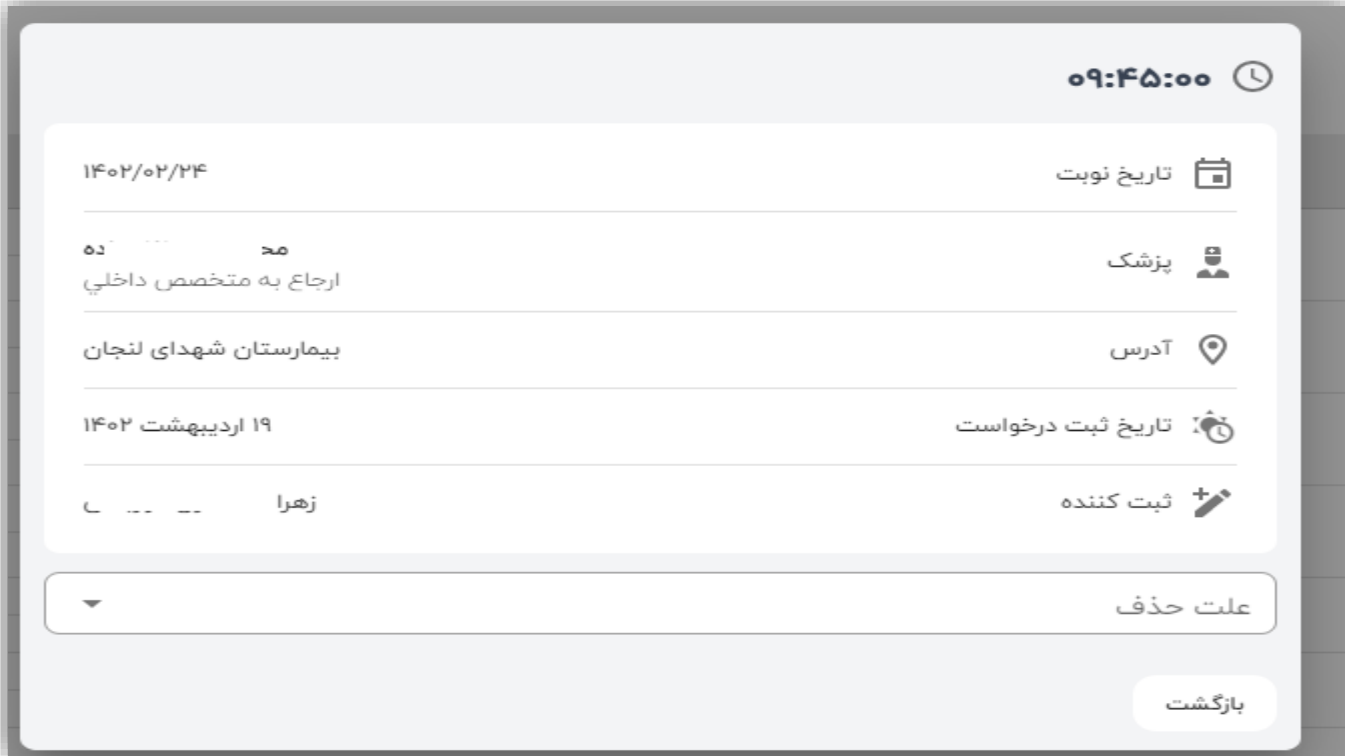 ۰۹:۴۵:۰۰
تاریخ نوبت
۱۴۰۲/۰۲/۲۴
پزشک
ارجاع به متخصص داخلي
آدرس
بیمارستان شهدای لنجان
تاریخ ثبت درخواست
۱۹ اردیبهشت ۱۴۰۲
ثبت کننده
زهرا
علت حذف
بازگشت